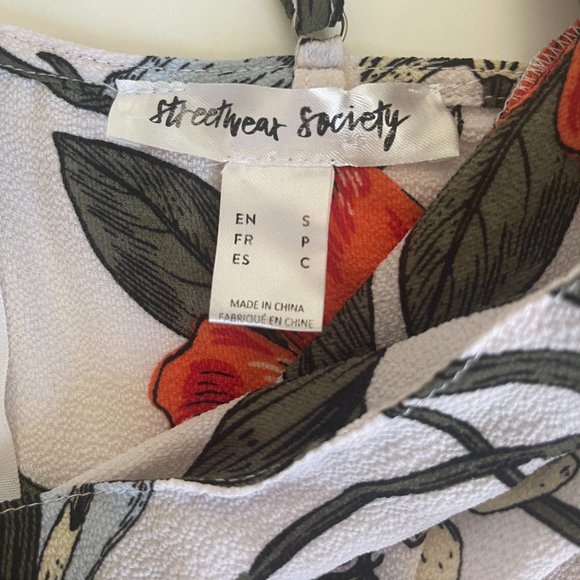 streetwear society
EN S
FR P
ES C
MADE IN CHINA
FABRIQUÉ EN CHINE